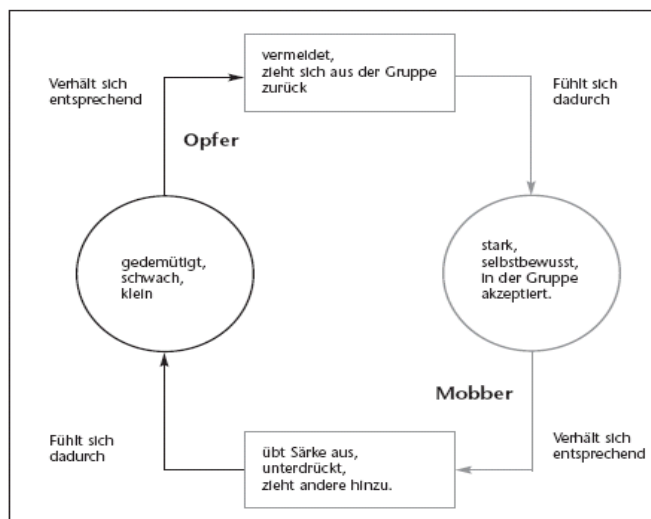 vermeidet,
zieht sich aus der Gruppe
zurück
Verhält sich
entsprechend
Fühlt sich
dadurch
Opfer
gedemütigt,
schwach,
klein
stark,
selbstbewusst,
in der Gruppe
akzeptiert.
Mobber
Fühlt sich
dadurch
übt Särke aus,
unterdrückt,
zieht andere hinzu.
Verhält sich
entsprechend